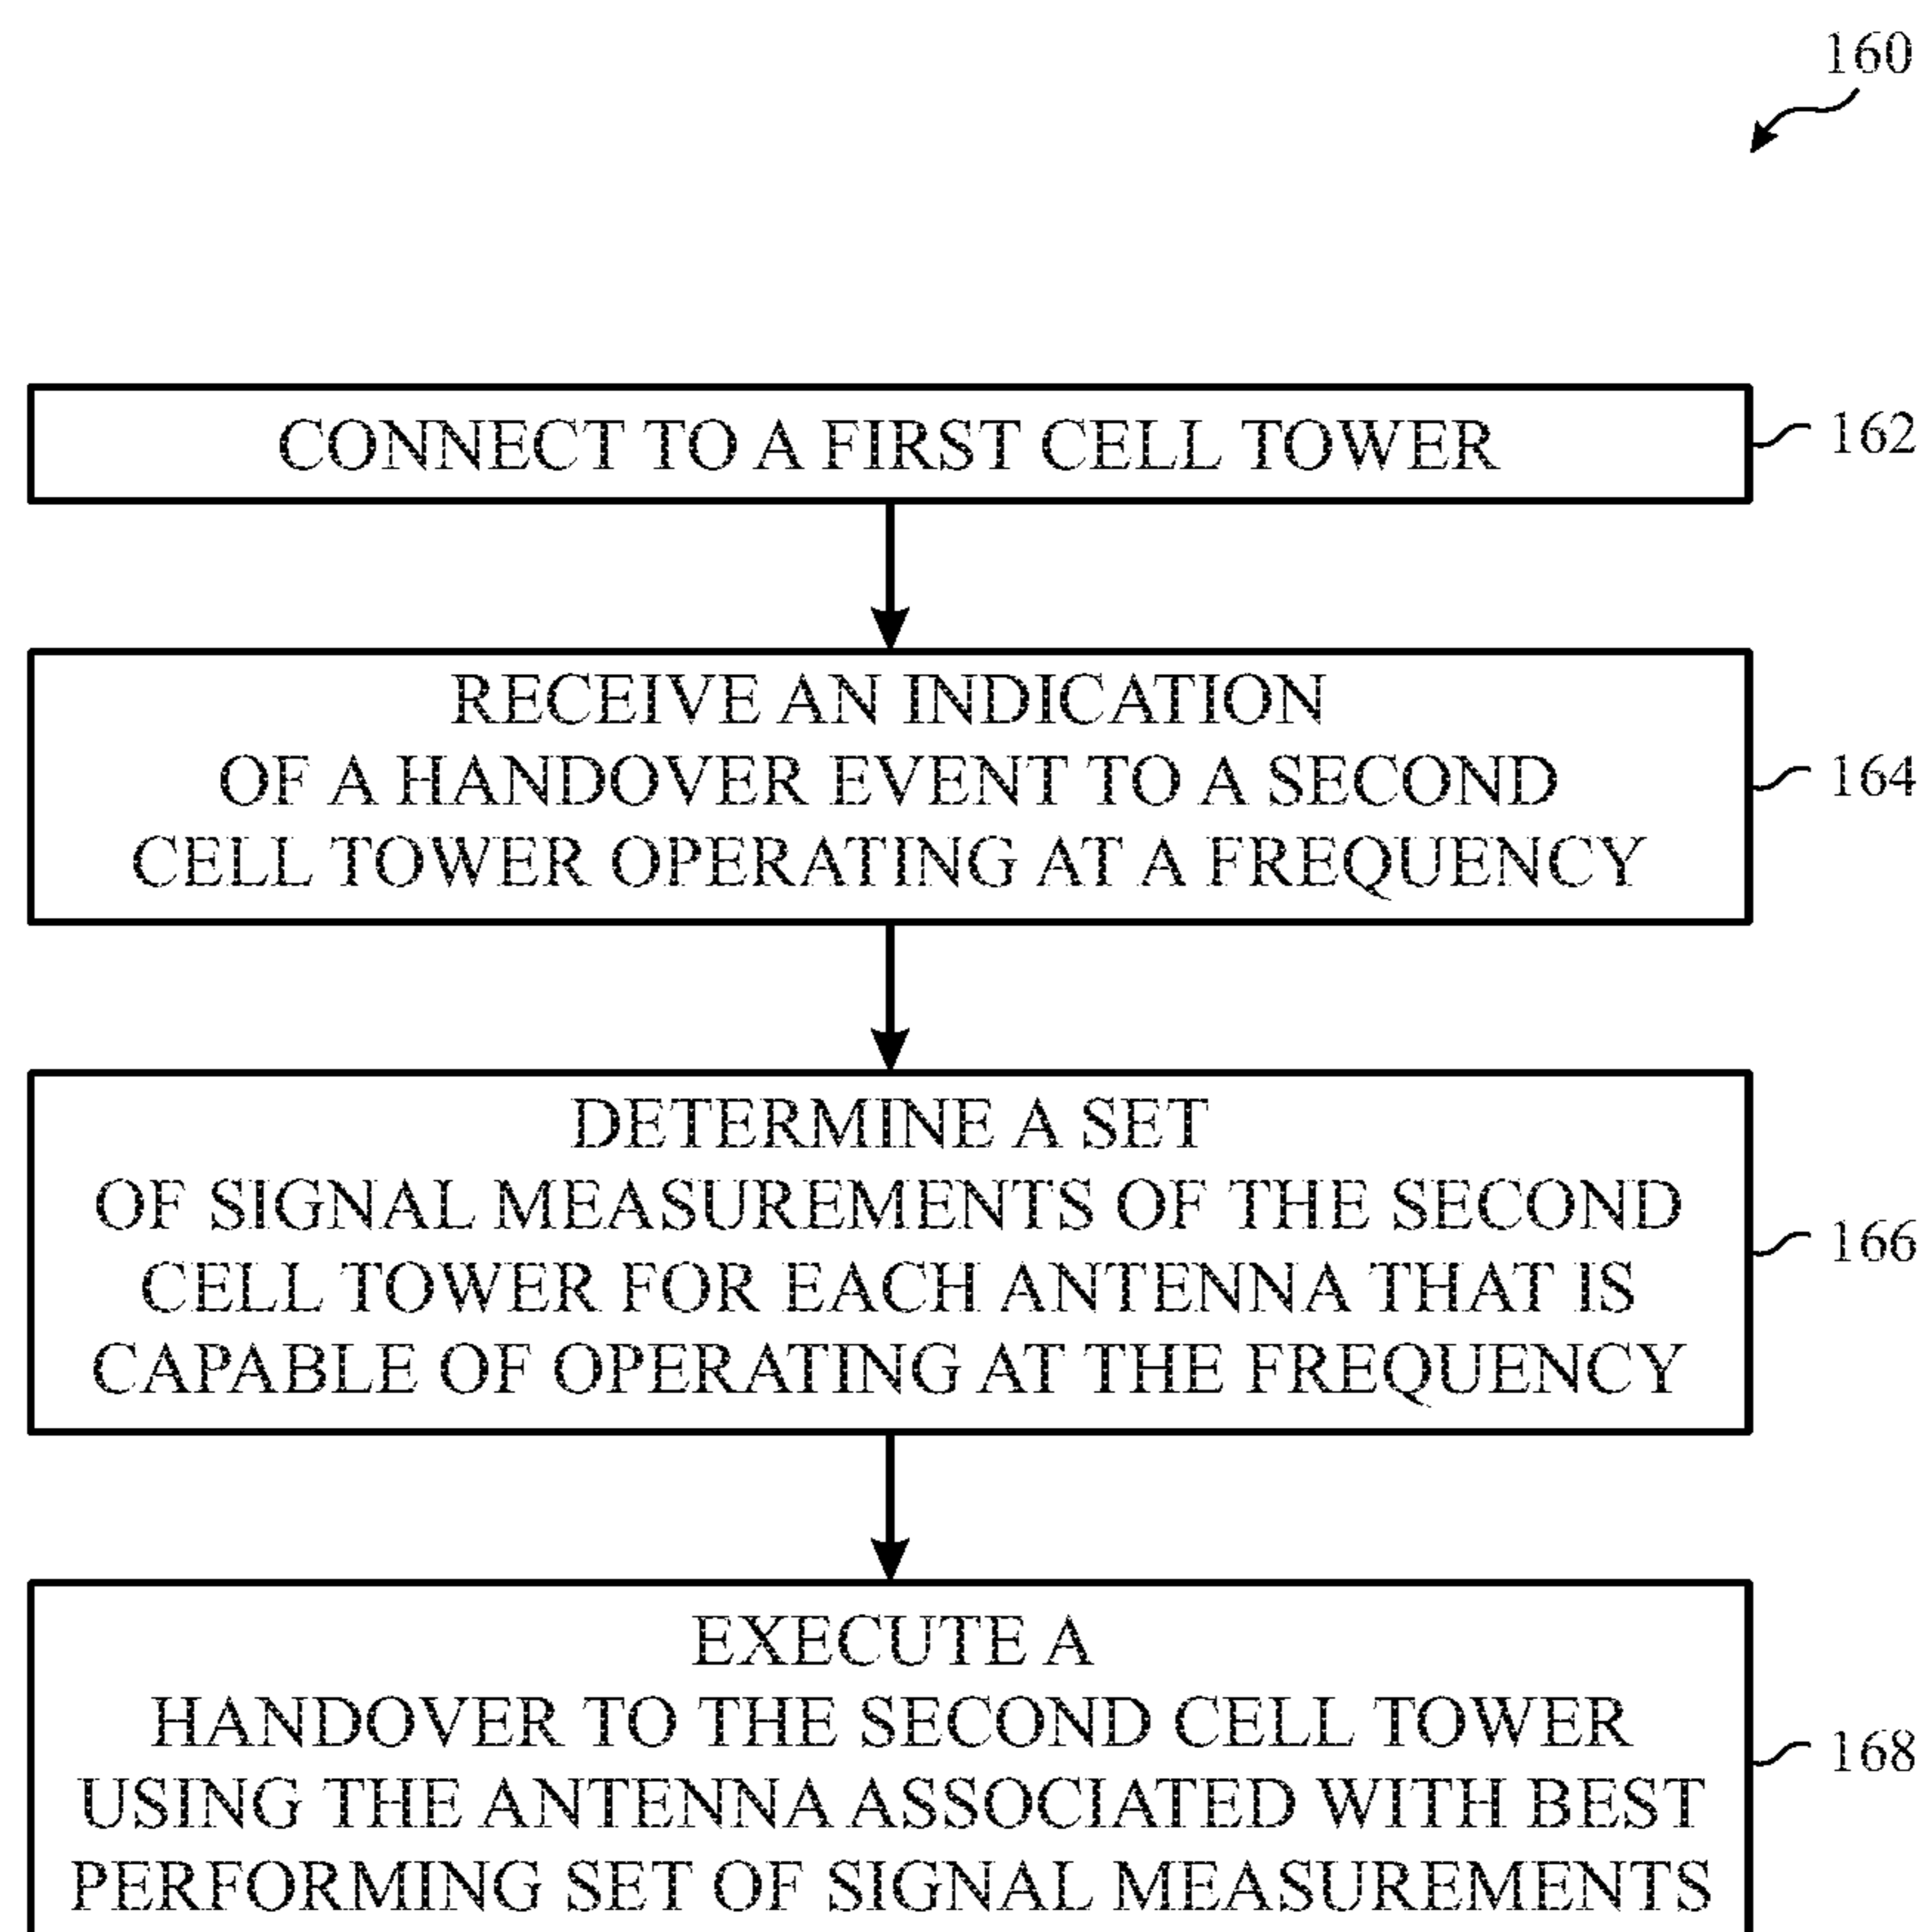 160
CONNECT TO A FIRST CELL TOWER
162
RECEIVE AN INDICATION
OF A HANDOVER EVENT TO A SECOND
CELL TOWER OPERATING AT A FREQUENCY
164
DETERMINE A SET
OF SIGNAL MEASUREMENTS OF THE SECOND
CELL TOWER FOR EACH ANTENNA THAT IS
CAPABLE OF OPERATING AT THE FREQUENCY
166
EXECUTE A
HANDOVER TO THE SECOND CELL TOWER
USING THE ANTENNA ASSOCIATED WITH BEST
PERFORMING SET OF SIGNAL MEASUREMENTS
168